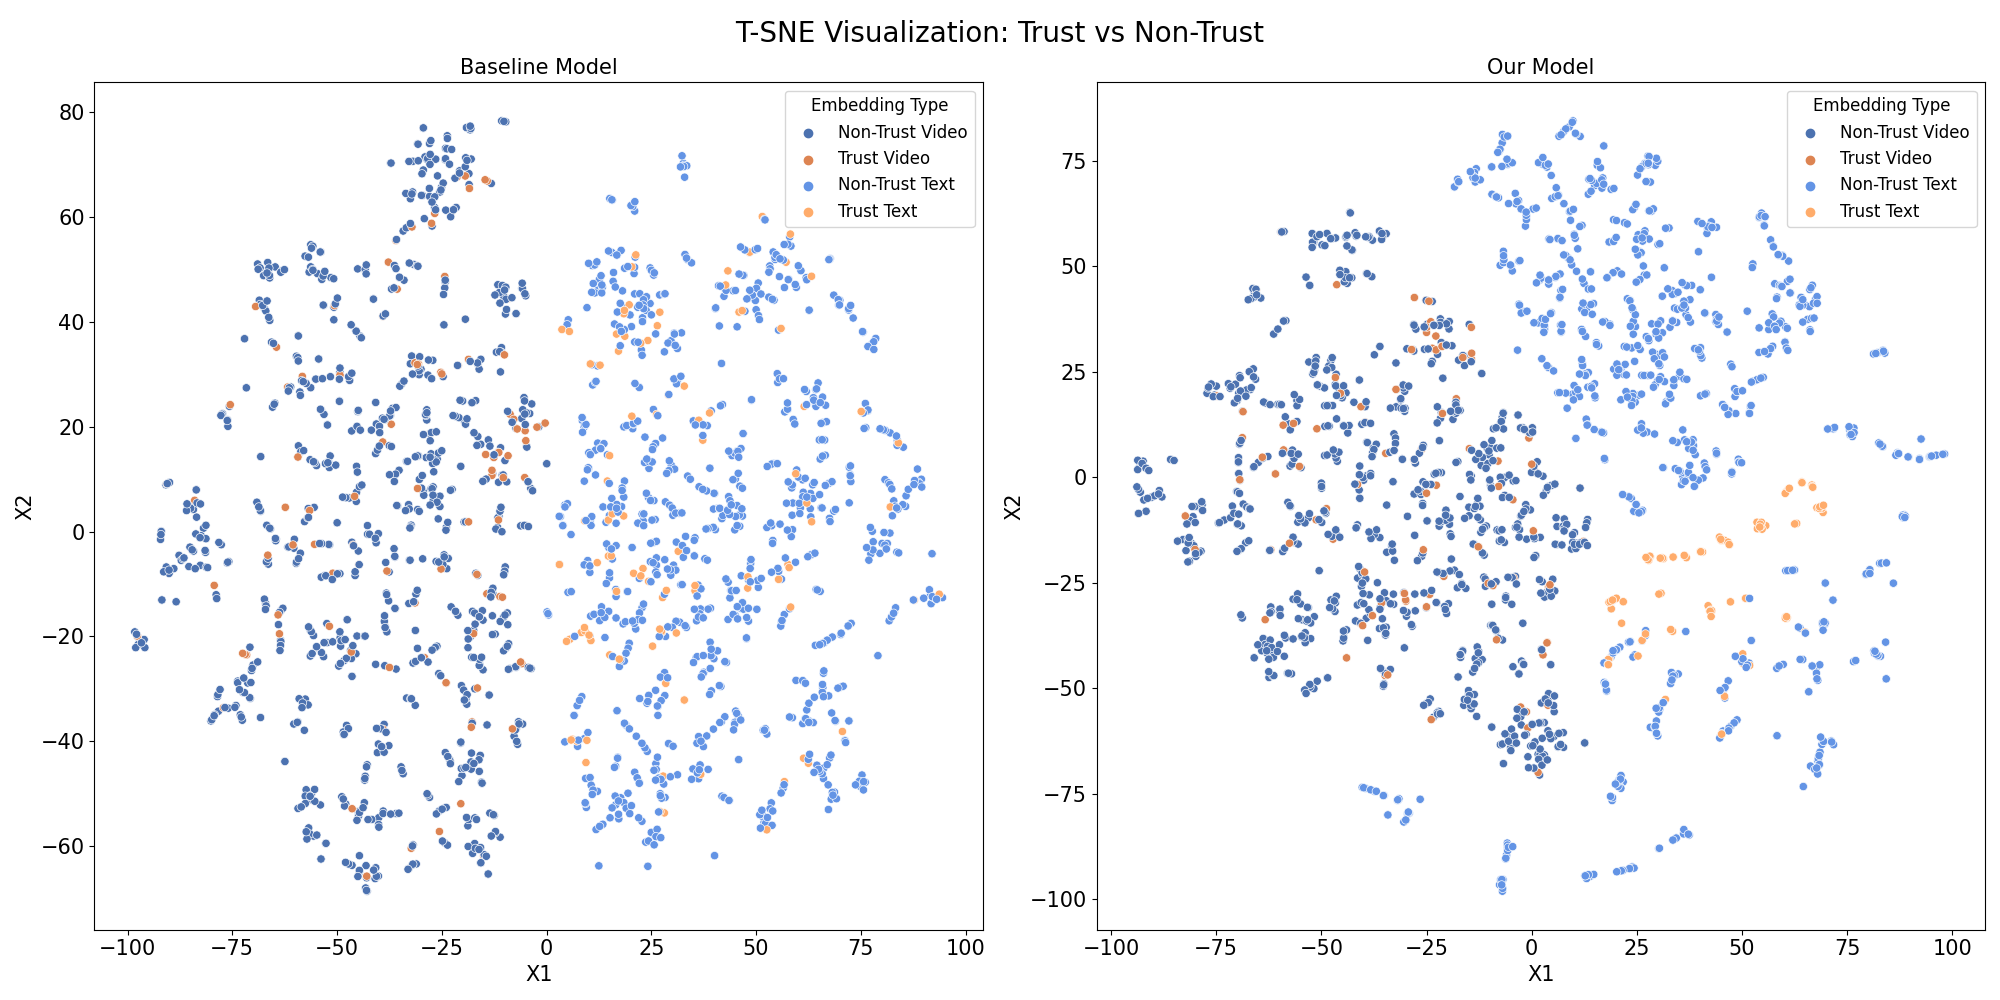 T-SNE Visualization: Trust vs Non-Trust
Baseline Model
Embedding Type
Non-Trust Video
Trust Video
Non-Trust Text
Trust Text
80
60
40
20
0
−20
−40
−60
X2
−100
−75
−50
−25
0
25
50
75
100
X1
Our Model
Embedding Type
Non-Trust Video
Trust Video
Non-Trust Text
Trust Text
75
50
25
0
−25
−50
−75
−100
X2
−100
−75
−50
−25
0
25
50
75
100
X1